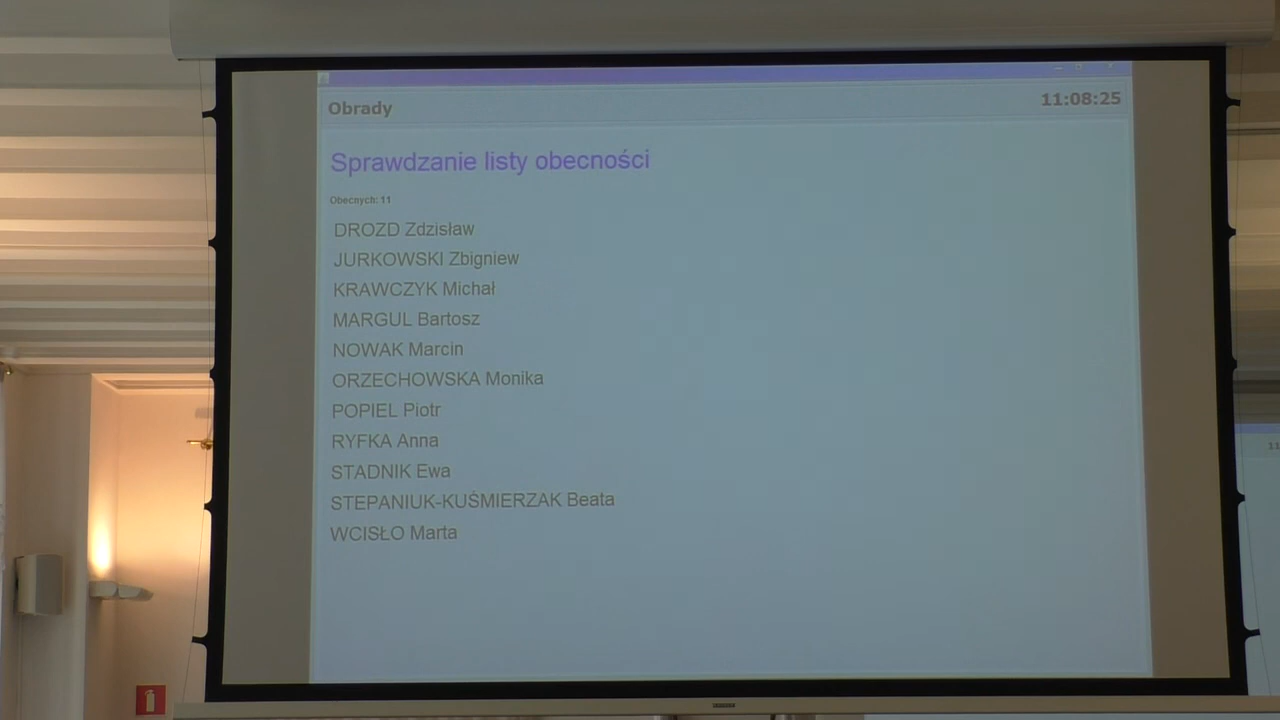 Obrady
11:08:25
Sprawdzanie listy obecności
Obecnych: 11
DROZD Zdzisław
JURKOWSKI Zbigniew
KRAWCZYK Michał
MARGUL Bartosz
NOWAK Marcin
ORZECHOWSKA Monika
POPIEL Piotr
RYFKA Anna
STADNIK Ewa
STEPANIUK-KUŚMIERZAK Beata
WCISŁO Marta